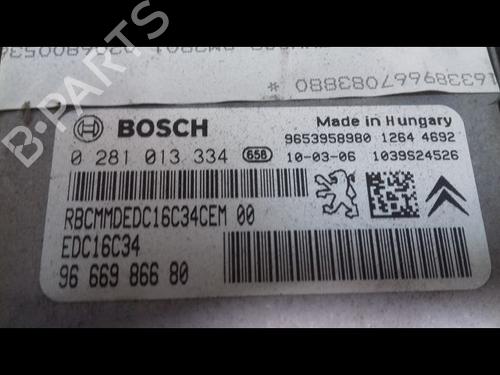 BOSCH
Made in Hungary
9653958980 1264 4692
0 281 013 334 658
10-03-06 1039S24526
RBCMMDEDC16C34CEM 00
EDC16C34
96 669 866 80
B-PARTS